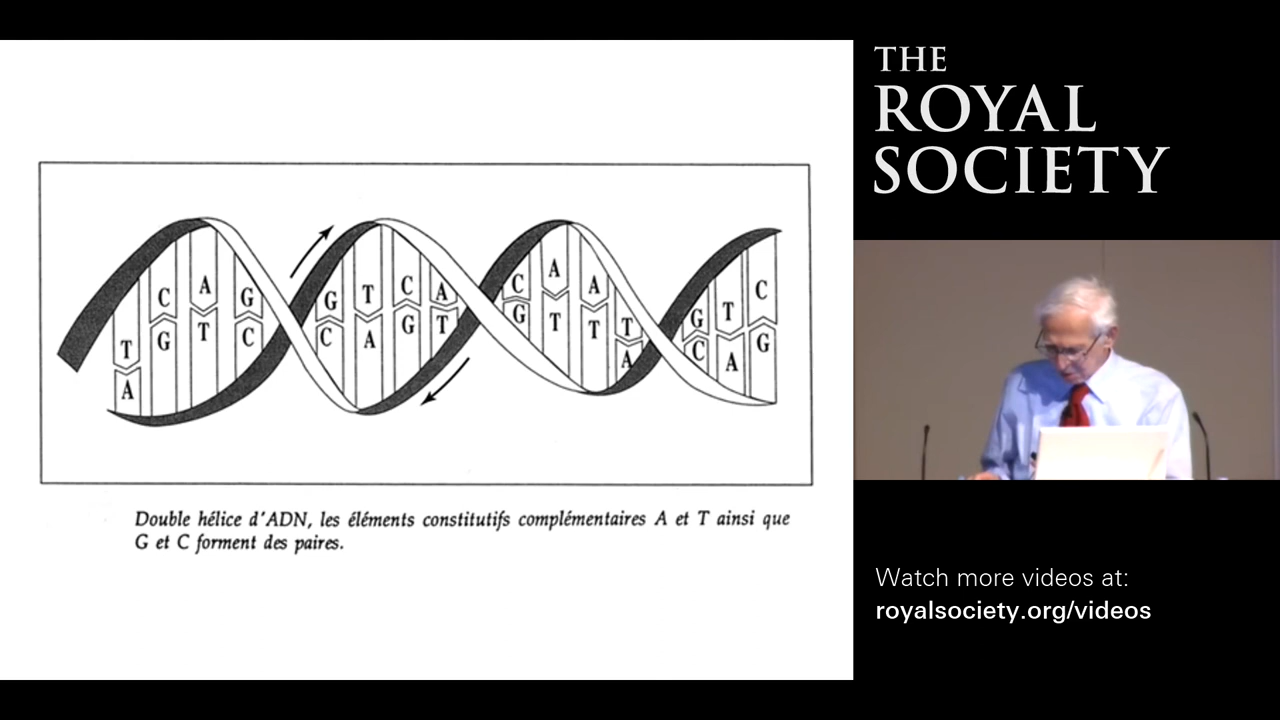 T C A G G T C A C A A T G T C
A G T C C A G T G T T A C A G
Double hélice d'ADN, les éléments constitutifs complémentaires A et T ainsi que
G et C forment des paires.
THE
ROYAL
SOCIETY
Watch more videos at:
royalsociety.org/videos